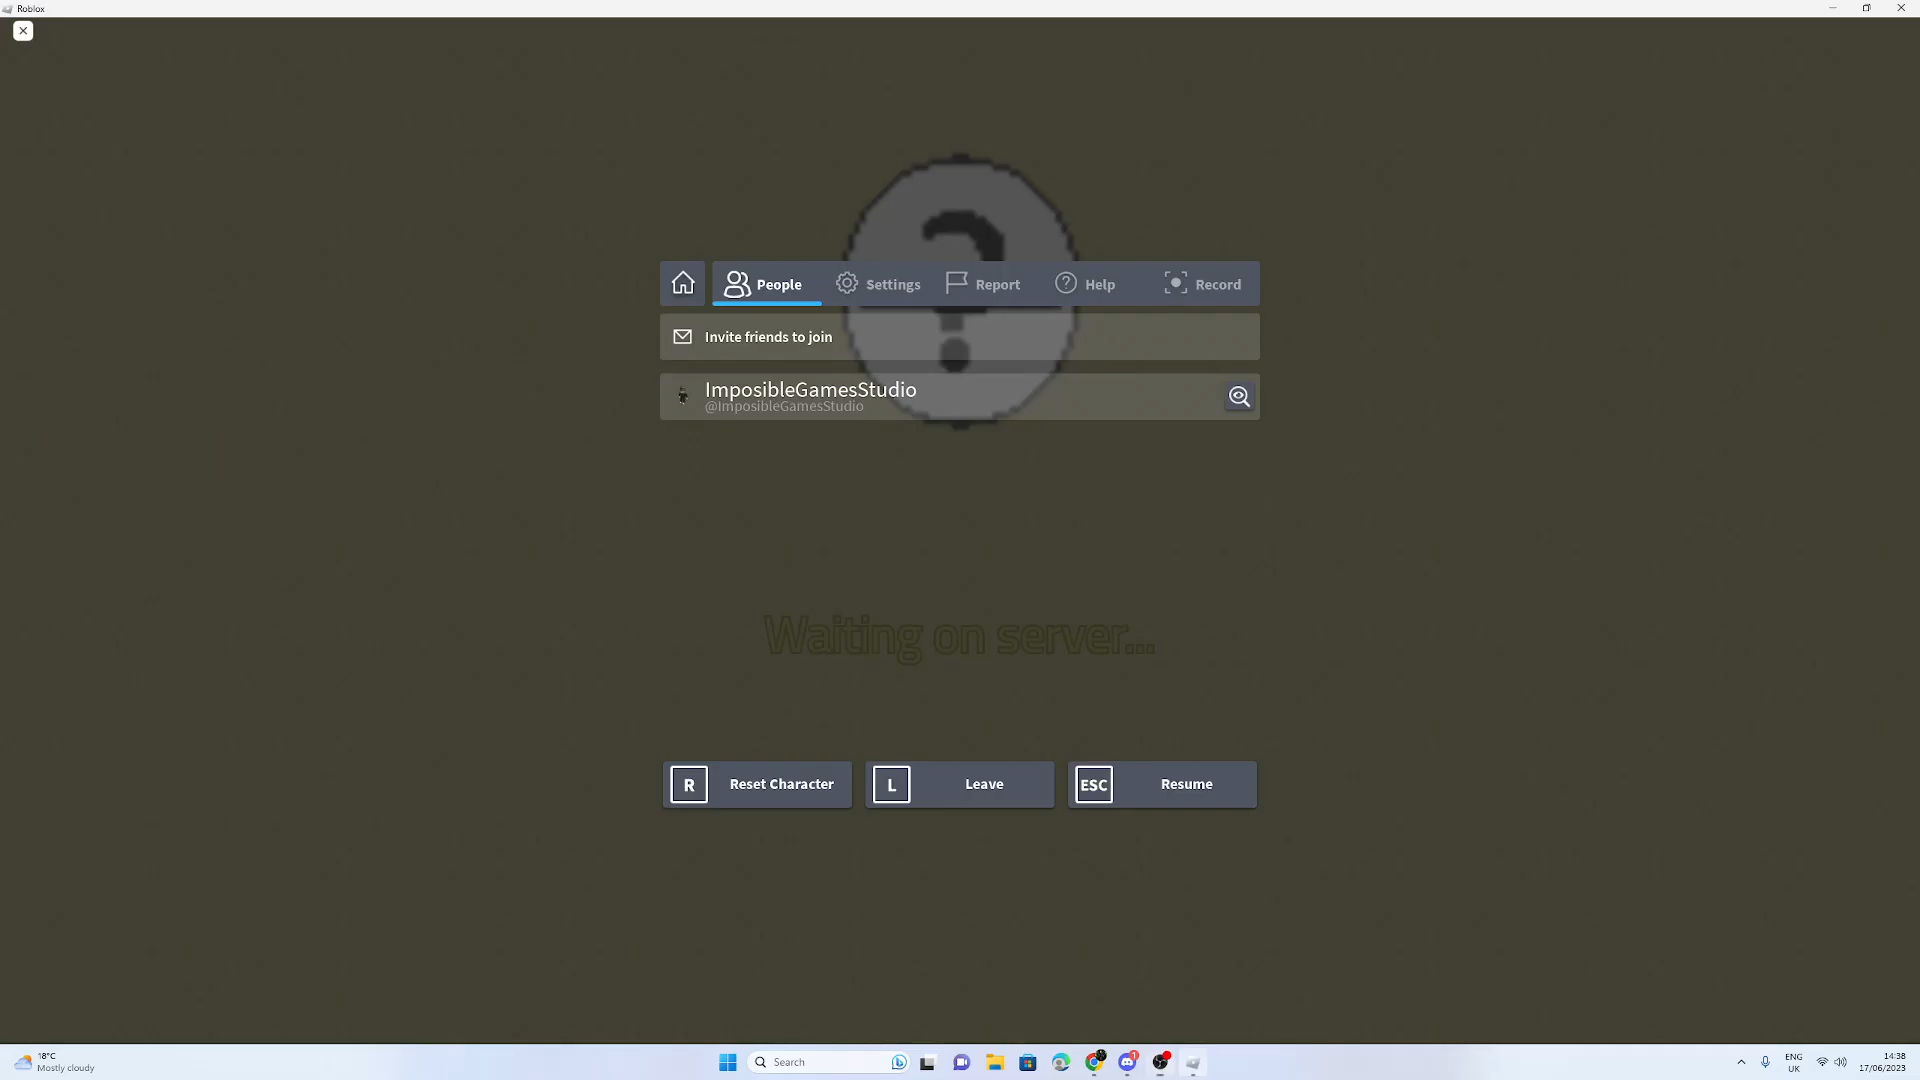 Roblox
People
Settings
Report
Help
Record
Invite friends to join
ImposibleGamesStudio
@ImposibleGamesStudio
Waiting on server...
R
Reset Character
L
Leave
ESC
Resume
18°C
Mostly cloudy
Search
1
ENG
UK
14:38
17/06/2023